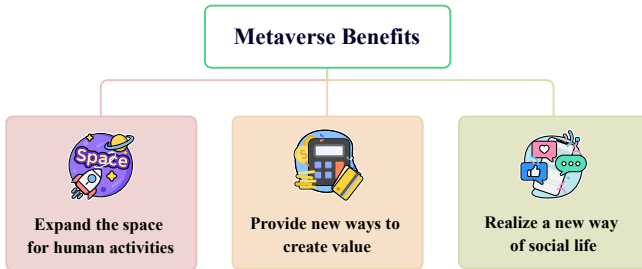 Metaverse Benefits
Space
Expand the space
for human activities
Provide new ways to
create value
Realize a new way
of social life